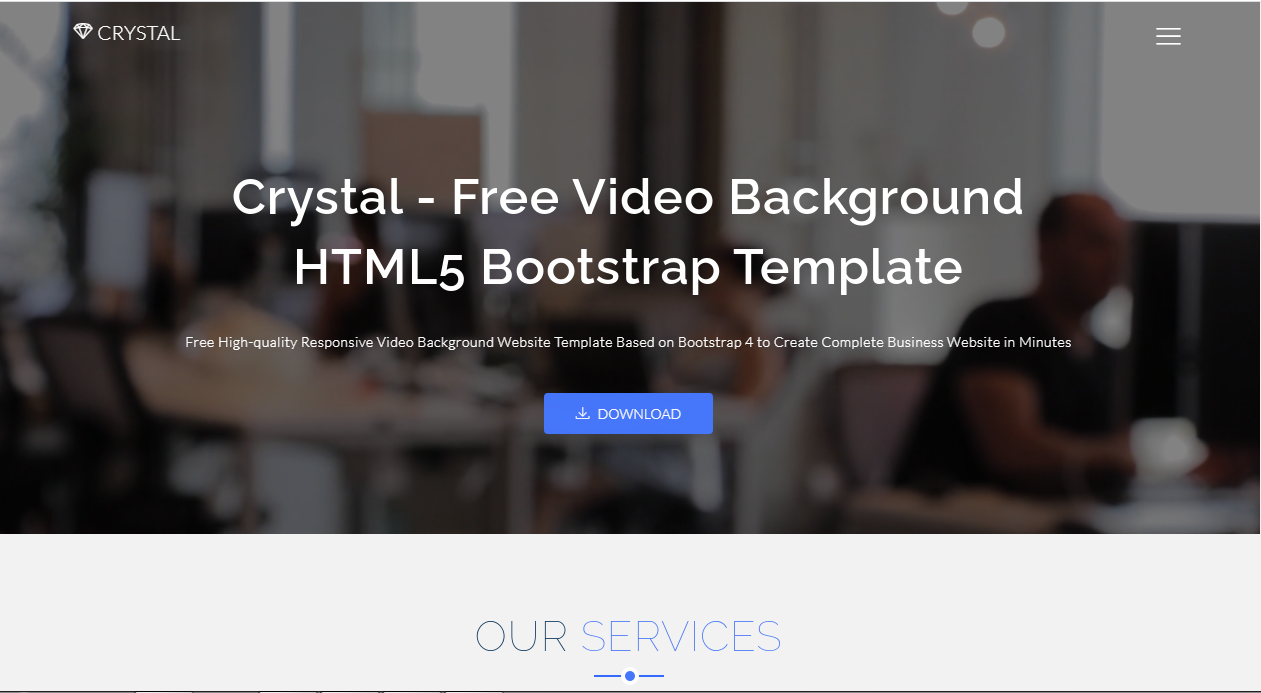 CRYSTAL
Crystal - Free Video Background
HTML5 Bootstrap Template
Free High-quality Responsive Video Background Website Template Based on Bootstrap 4 to Create Complete Business Website in Minutes
DOWNLOAD
OUR SERVICES